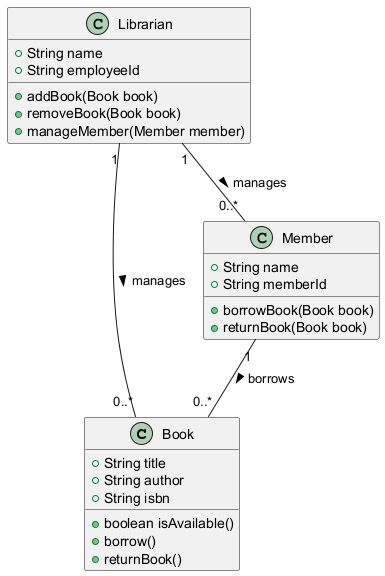 C Librarian
String name
String employeeId
addBook(Book book)
removeBook(Book book)
manageMember(Member member)
1
1
manages
0..*
C Member
String name
String memberId
borrowBook(Book book)
returnBook(Book book)
manages
1
borrows
0..*
0..*
C Book
String title
String author
String isbn
boolean isAvailable()
borrow()
returnBook()